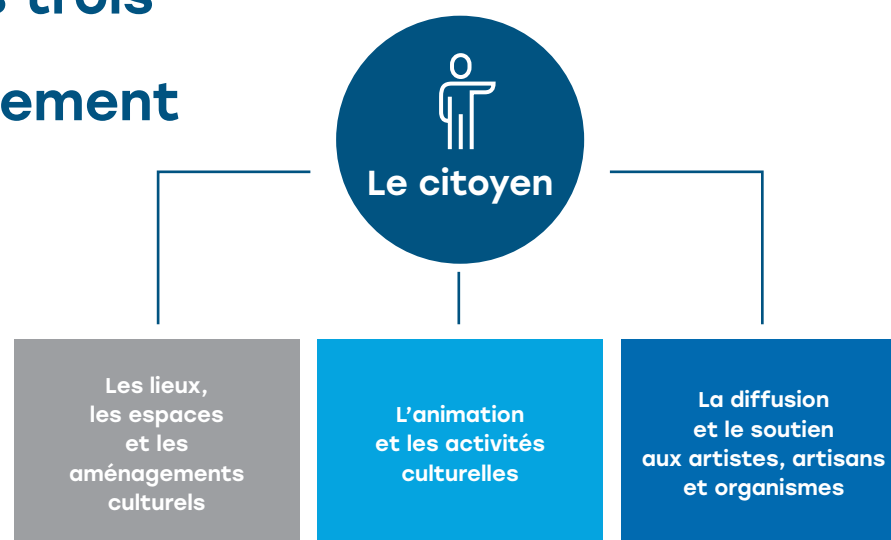 trois
ement
Le citoyen
Les lieux,
les espaces
et les
aménagements
culturels
L'animation
et les activités
culturelles
La diffusion
et le soutien
aux artistes, artisans
et organismes